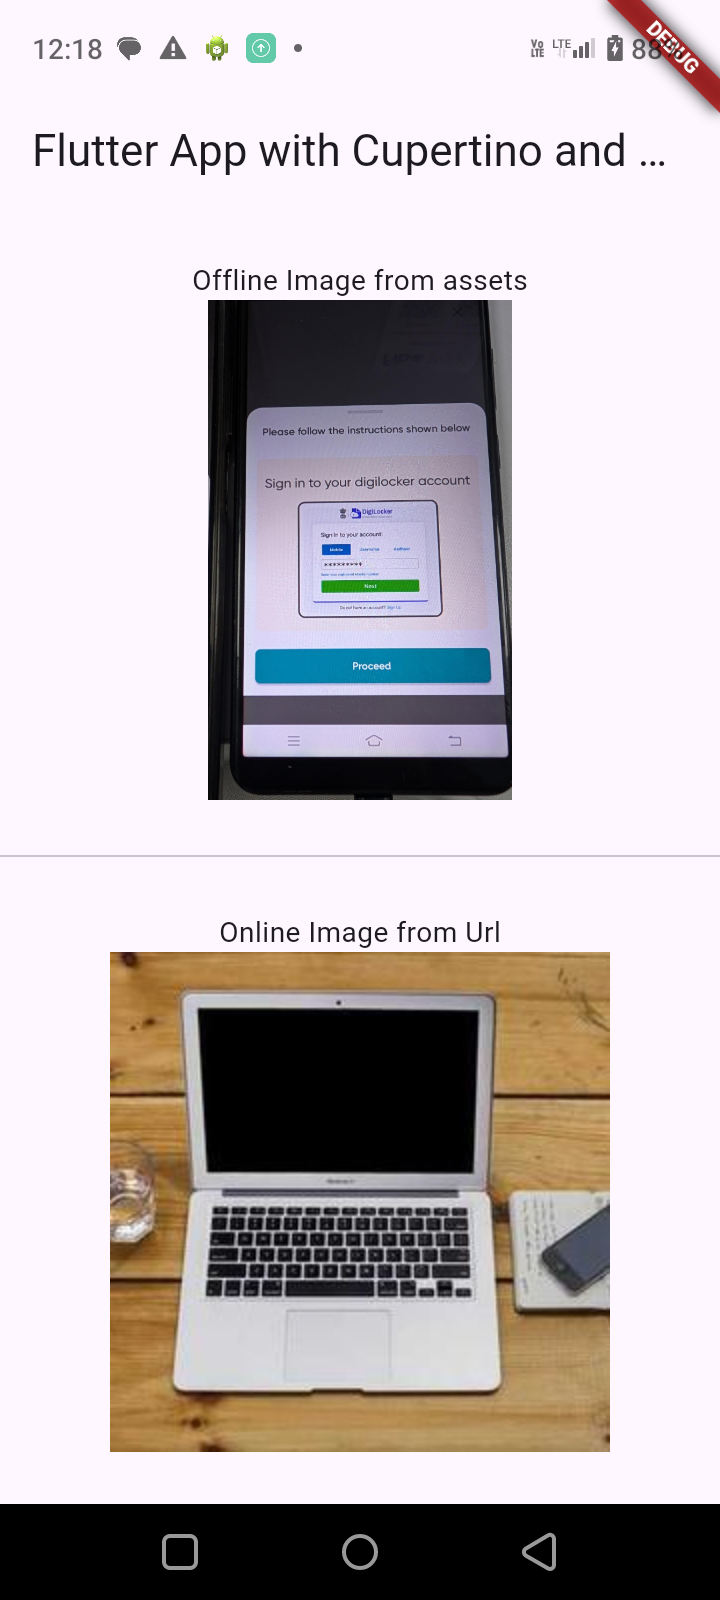 12:18
Vo LTE LTE 88%
DEBUG
Flutter App with Cupertino and ...
Offline Image from assets
Please follow the instructions shown below
Sign in to your digilocker account
DigiLocker
Sign in to your account!
Mobile Username
*********
Next
Do not have an account? Sign Up
Proceed
Online Image from Url